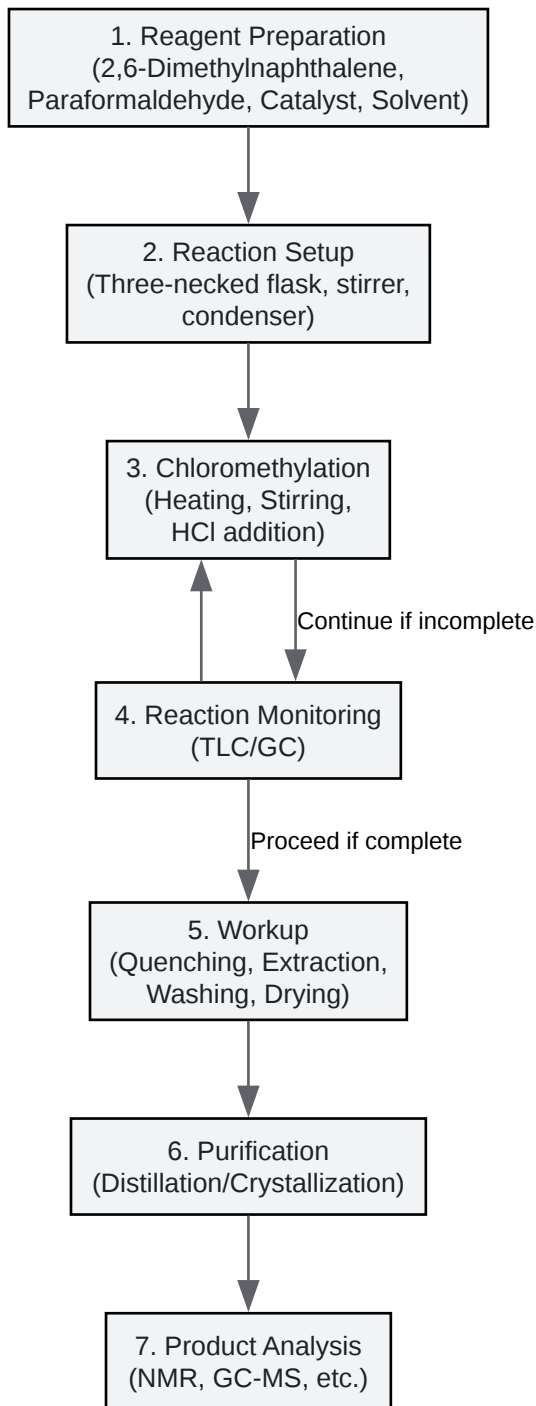 1. Reagent Preparation
(2,6-Dimethylnaphthalene,
Paraformaldehyde, Catalyst, Solvent)
2. Reaction Setup
(Three-necked flask, stirrer,
condenser)
3. Chloromethylation
(Heating, Stirring,
HCl addition)
Continue if incomplete
4. Reaction Monitoring
(TLC/GC)
Proceed if complete
5. Workup
(Quenching, Extraction,
Washing, Drying)
6. Purification
(Distillation/Crystallization)
7. Product Analysis
(NMR, GC-MS, etc.)